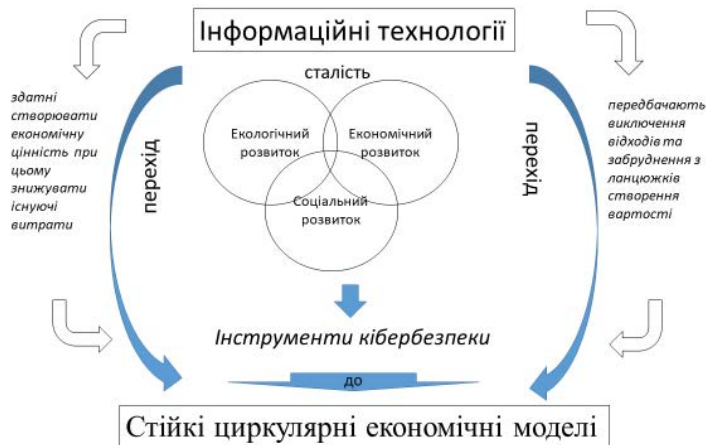 Інформаційні технології
сталість
здатні
створювати
економічну
цінність при
цьому
знижувати
існуючі
витрати
перехід
Екологічний
розвиток
Економічний
розвиток
Соціальний
розвиток
перехід
передбачають
виключення
відходів та
забруднення з
ланцюжків
створення
вартості
Інструменти кібербезпеки
до
Стійкі циркулярні економічні моделі